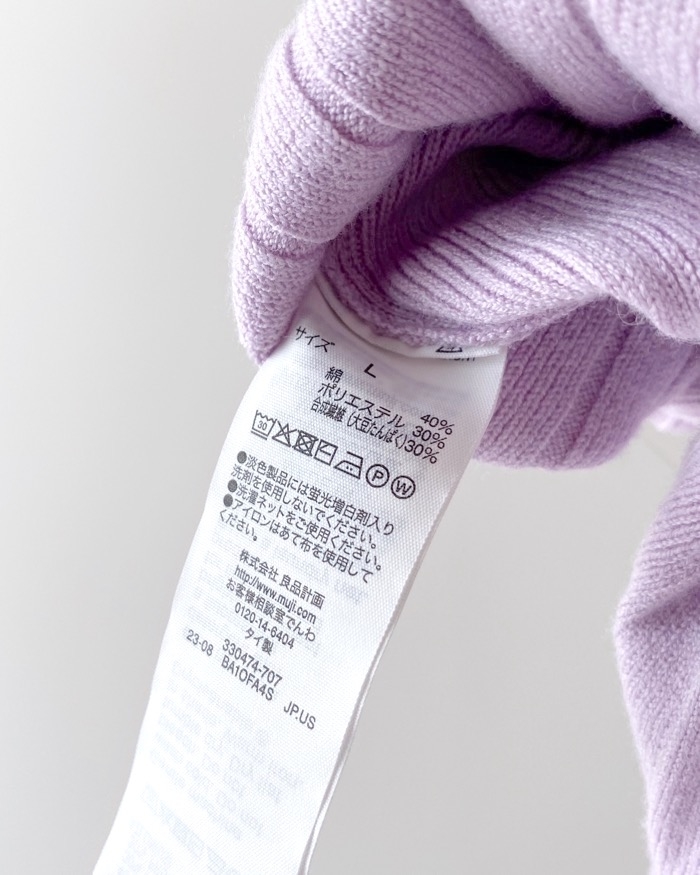 サイズ
L
綿 40%
ポリエステル 30%
合成繊維(大豆たんぱく)30%
30 P W
●淡色製品には蛍光増白剤入り
洗剤を使用しないでください。
●洗濯ネットをご使用ください。
●アイロンはあて布を使用して
ください。
株式会社 良品計画
http://www.muji.com
お客様相談室でんわ
0120-14-6404
タイ製
330474-707
23-08 BA1OFA4S JP.US